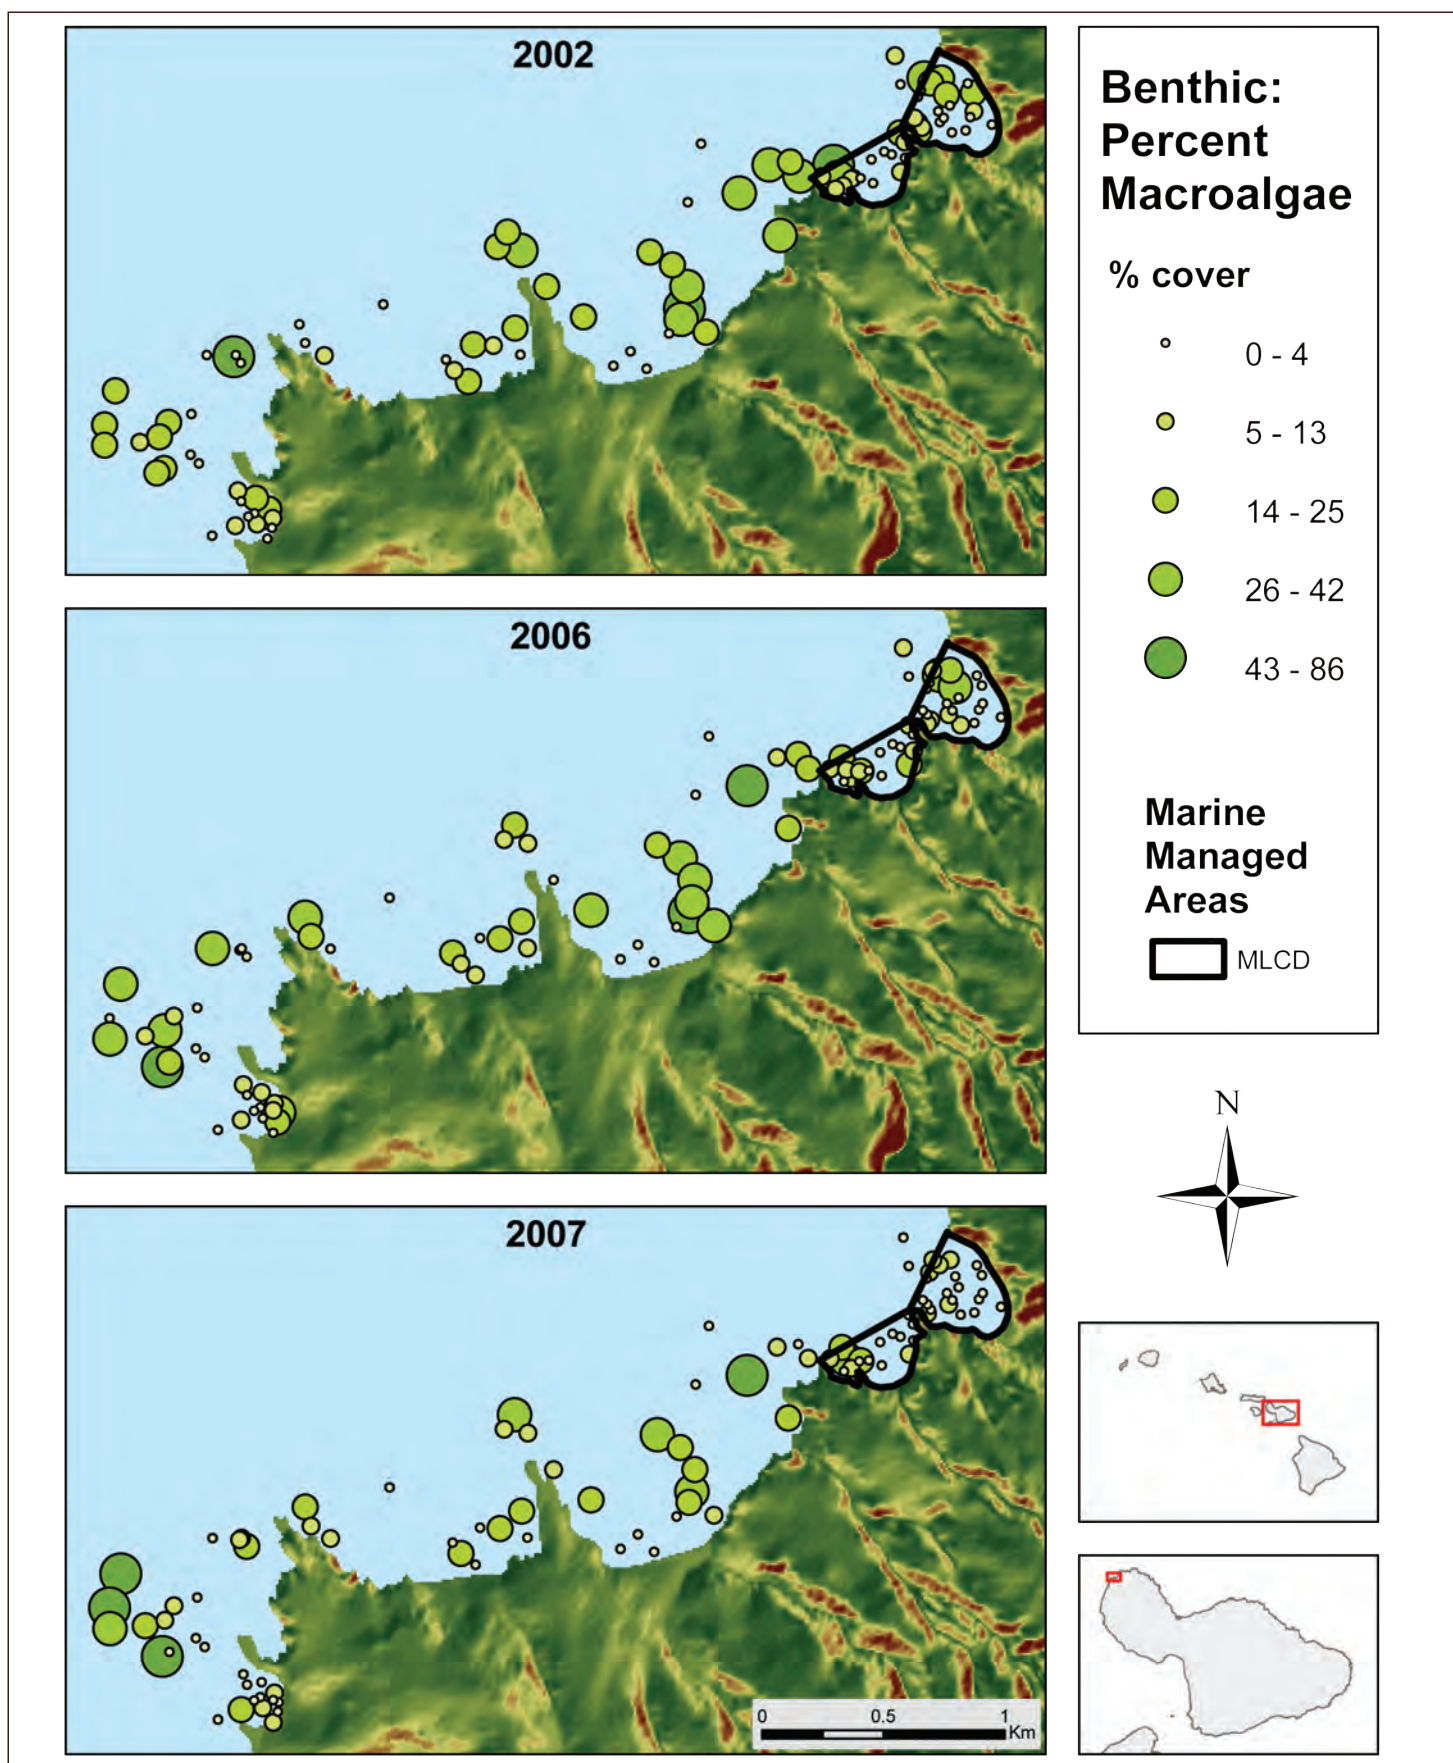 2002
2006
2007
0 0.5 1
Km
Benthic:
Percent
Macroalgae
% cover
0 - 4
5 - 13
14 - 25
26 - 42
43 - 86
Marine
Managed
Areas
MLCD
N